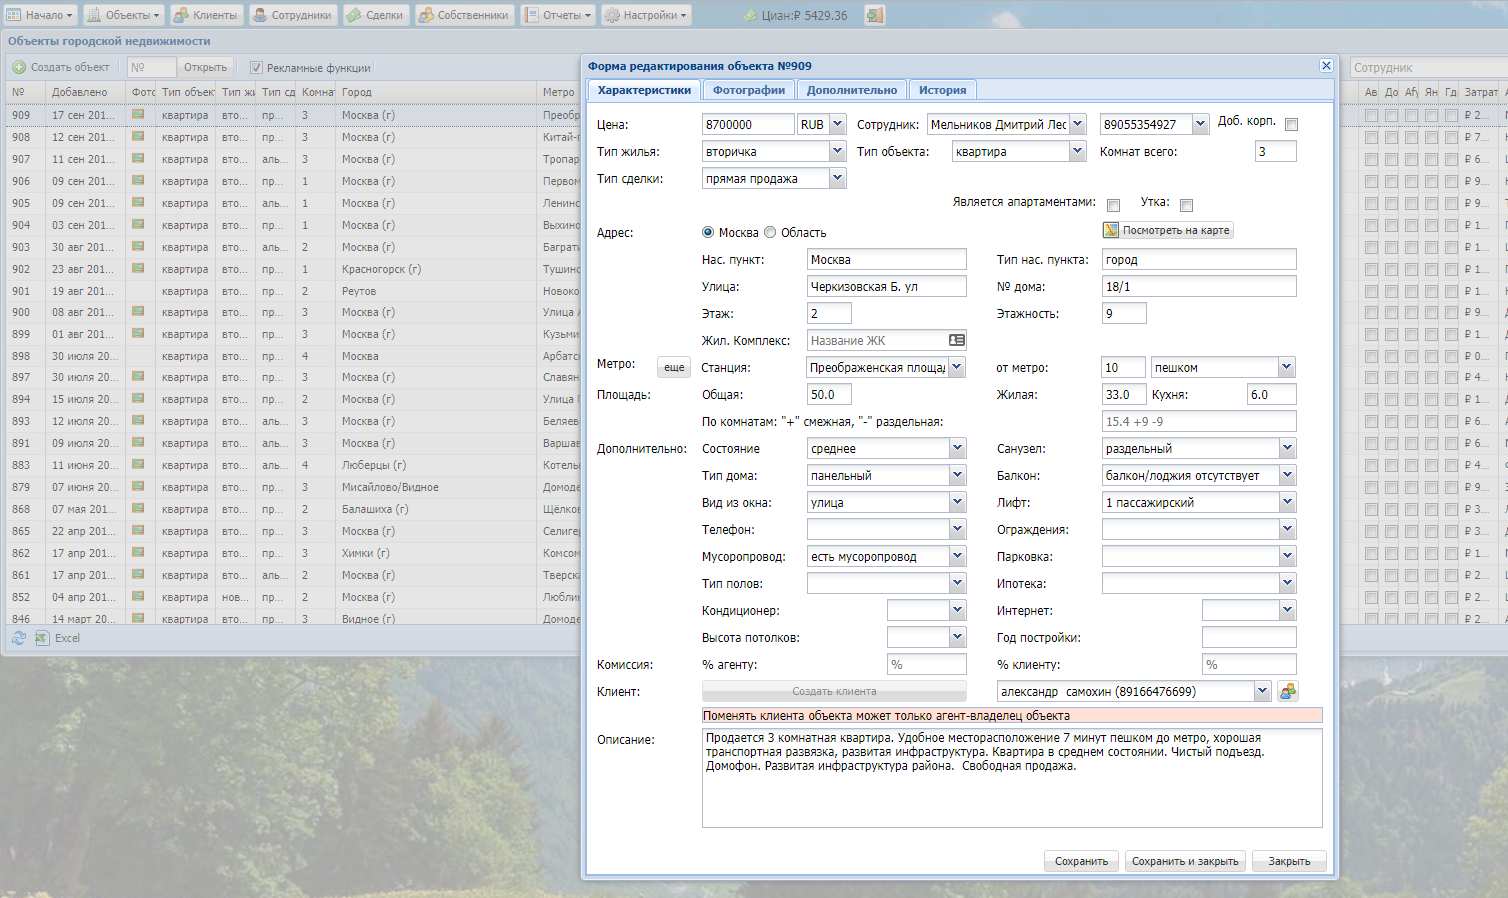 Начало Объекты Клиенты Сотрудники Сделки Собственники Отчеты Настройки Циан:₽ 5429.36
Объекты городской недвижимости
Создать объект № Открыть Рекламные функции Сотрудник
№ Добавлено Фото Тип объект Тип жи Тип сд Комнат Город Метро Ав До Аф Ян Гд Затрат
909 17 сен 201... квартира вто... пр... 3 Москва (г) Преобр ₽ 2...
908 12 сен 201... квартира вто... пр... 3 Москва (г) Китай-г ₽ 7...
907 11 сен 201... квартира вто... аль... 3 Москва (г) Тропар ₽ 6...
906 09 сен 201... квартира вто... пр... 1 Москва (г) Первом ₽ 9...
905 09 сен 201... квартира вто... аль... 1 Москва (г) Ленинс ₽ 9...
904 03 сен 201... квартира вто... пр... 1 Москва (г) Выхино ₽ 1...
903 30 авг 201... квартира вто... аль... 2 Москва (г) Баграти ₽ 1...
902 23 авг 201... квартира вто... пр... 1 Красногорск (г) Тушинс ₽ 1...
901 19 авг 201... квартира вто... пр... 2 Реутов Новоко ₽ 1...
900 08 авг 201... квартира вто... пр... 3 Москва (г) Улица ₽ 9...
899 01 авг 201... квартира вто... пр... 3 Москва (г) Кузьми ₽ 1...
898 30 июля 20... квартира вто... пр... 4 Москва Арбатс ₽ 0...
897 30 июля 20... квартира вто... пр... 3 Москва (г) Славян ₽ 4...
894 15 июля 20... квартира вто... пр... 2 Москва (г) Улица ₽ 1...
893 12 июля 20... квартира вто... аль... 3 Москва (г) Беляев ₽ 6...
891 09 июля 20... квартира вто... аль... 3 Москва (г) Варшав ₽ 6...
883 11 июня 20... квартира вто... аль... 4 Люберцы (г) Котель ₽ 4...
879 07 июня 20... квартира вто... пр... 3 Мисайлово/Видное Домоде ₽ 9...
868 07 мая 201... квартира вто... пр... 2 Балашиха (г) Щёлков ₽ 3...
865 22 апр 201... квартира вто... пр... 3 Москва (г) Селигер ₽ 3...
862 17 апр 201... квартира вто... пр... 3 Химки (г) Комсом ₽ 1...
861 17 апр 201... квартира вто... аль... 2 Москва (г) Тверска ₽ 2...
852 04 апр 201... квартира нов... пр... 2 Москва (г) Люблин ₽ 2...
846 14 март 20... квартира вто... пр... 3 Видное (г) Домоде ₽ 6...
Excel
Форма редактирования объекта №909
Характеристики Фотографии Дополнительно История
Цена: 8700000 RUB Сотрудник: Мельников Дмитрий Лес 89055354927 Доб. корп.
Тип жилья: вторичка Тип объекта: квартира Комнат всего: 3
Тип сделки: прямая продажа
Является апартаментами: Утка:
Адрес: Москва Область Посмотреть на карте
Нас. пункт: Москва Тип нас. пункта: город
Улица: Черкизовская Б. ул № дома: 18/1
Этаж: 2 Этажность: 9
Жил. Комплекс: Название ЖК
Метро: еще Станция: Преображенская площад от метро: 10 пешком
Площадь: Общая: 50.0 Жилая: 33.0 Кухня: 6.0
По комнатам: "+" смежная, "-" раздельная: 15.4 +9 -9
Дополнительно: Состояние среднее Санузел: раздельный
Тип дома: панельный Балкон: балкон/лоджия отсутствует
Вид из окна: улица Лифт: 1 пассажирский
Телефон: Ограждения:
Мусоропровод: есть мусоропровод Парковка:
Тип полов: Ипотека:
Кондиционер: Интернет:
Высота потолков: Год постройки:
Комиссия: % агенту: % % клиенту: %
Клиент: Создать клиента александр самохин (89166476699)
Поменять клиента объекта может только агент-владелец объекта
Описание: Продается 3 комнатная квартира. Удобное месторасположение 7 минут пешком до метро, хорошая
транспортная развязка, развитая инфраструктура. Квартира в среднем состоянии. Чистый подъезд.
Домофон. Развитая инфраструктура района. Свободная продажа.
Сохранить Сохранить и закрыть Закрыть